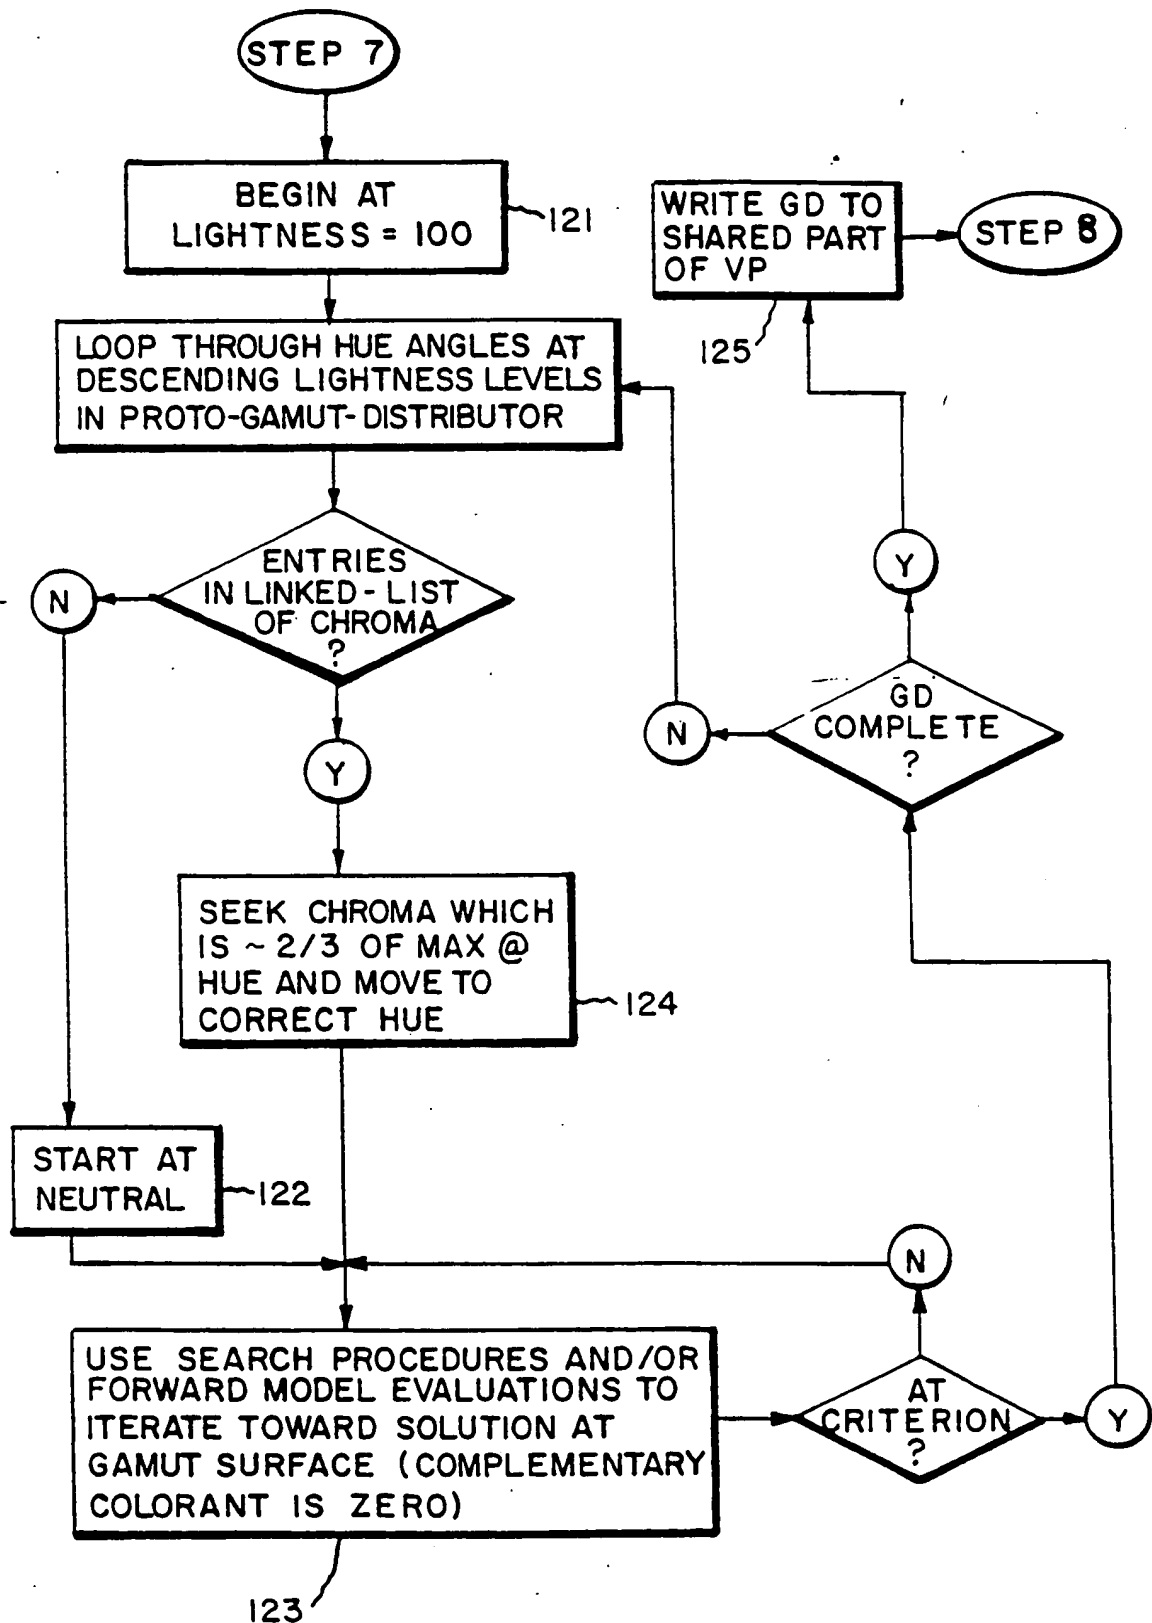 STEP 7
BEGIN AT
LIGHTNESS = 100
121
LOOP THROUGH HUE ANGLES AT
DESCENDING LIGHTNESS LEVELS
IN PROTO-GAMUT-DISTRIBUTOR
ENTRIES
IN LINKED-LIST
OF CHROMA
?
N
Y
SEEK CHROMA WHICH
IS ~ 2/3 OF MAX @
HUE AND MOVE TO
CORRECT HUE
124
START AT
NEUTRAL
122
USE SEARCH PROCEDURES AND/OR
FORWARD MODEL EVALUATIONS TO
ITERATE TOWARD SOLUTION AT
GAMUT SURFACE (COMPLEMENTARY
COLORANT IS ZERO)
123
AT
CRITERION
?
N
Y
GD
COMPLETE
?
N
Y
WRITE GD TO
SHARED PART
OF VP
125
STEP 8